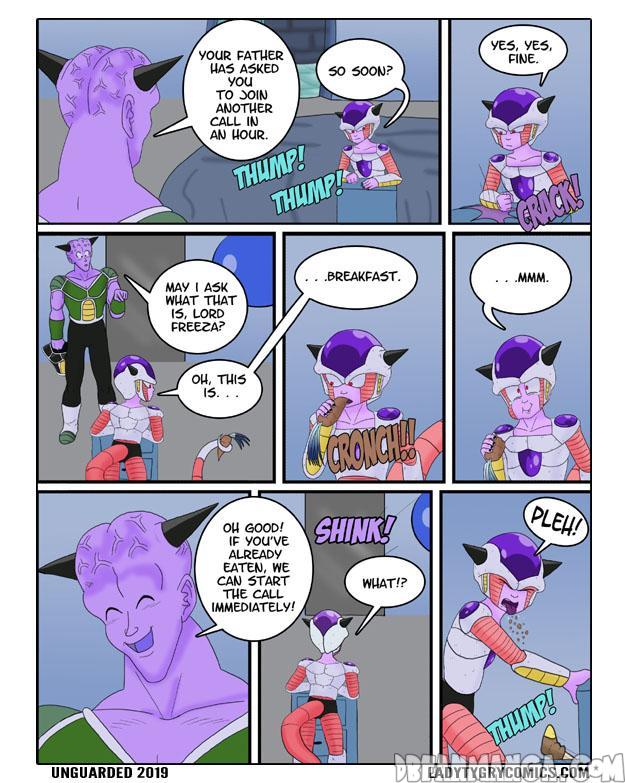 YOUR FATHER
HAS ASKED
YOU
TO JOIN
ANOTHER
CALL IN
AN HOUR.
SO SOON?
THUMP!
THUMP!
YES, YES,
FINE.
CRACK!
MAY I ASK
WHAT THAT
IS, LORD
FREEZA?
OH, THIS
IS. . .
. . .BREAKFAST.
CRONCH!!
. . .MMM.
OH GOOD!
IF YOU'VE
ALREADY
EATEN, WE
CAN START
THE CALL
IMMEDIATELY!
SHINK!
WHAT!?
PLEH!
THUMP!
UNGUARDED 2019
LADYTYGRYCOMICS.COM
DBFANMANGA.COM